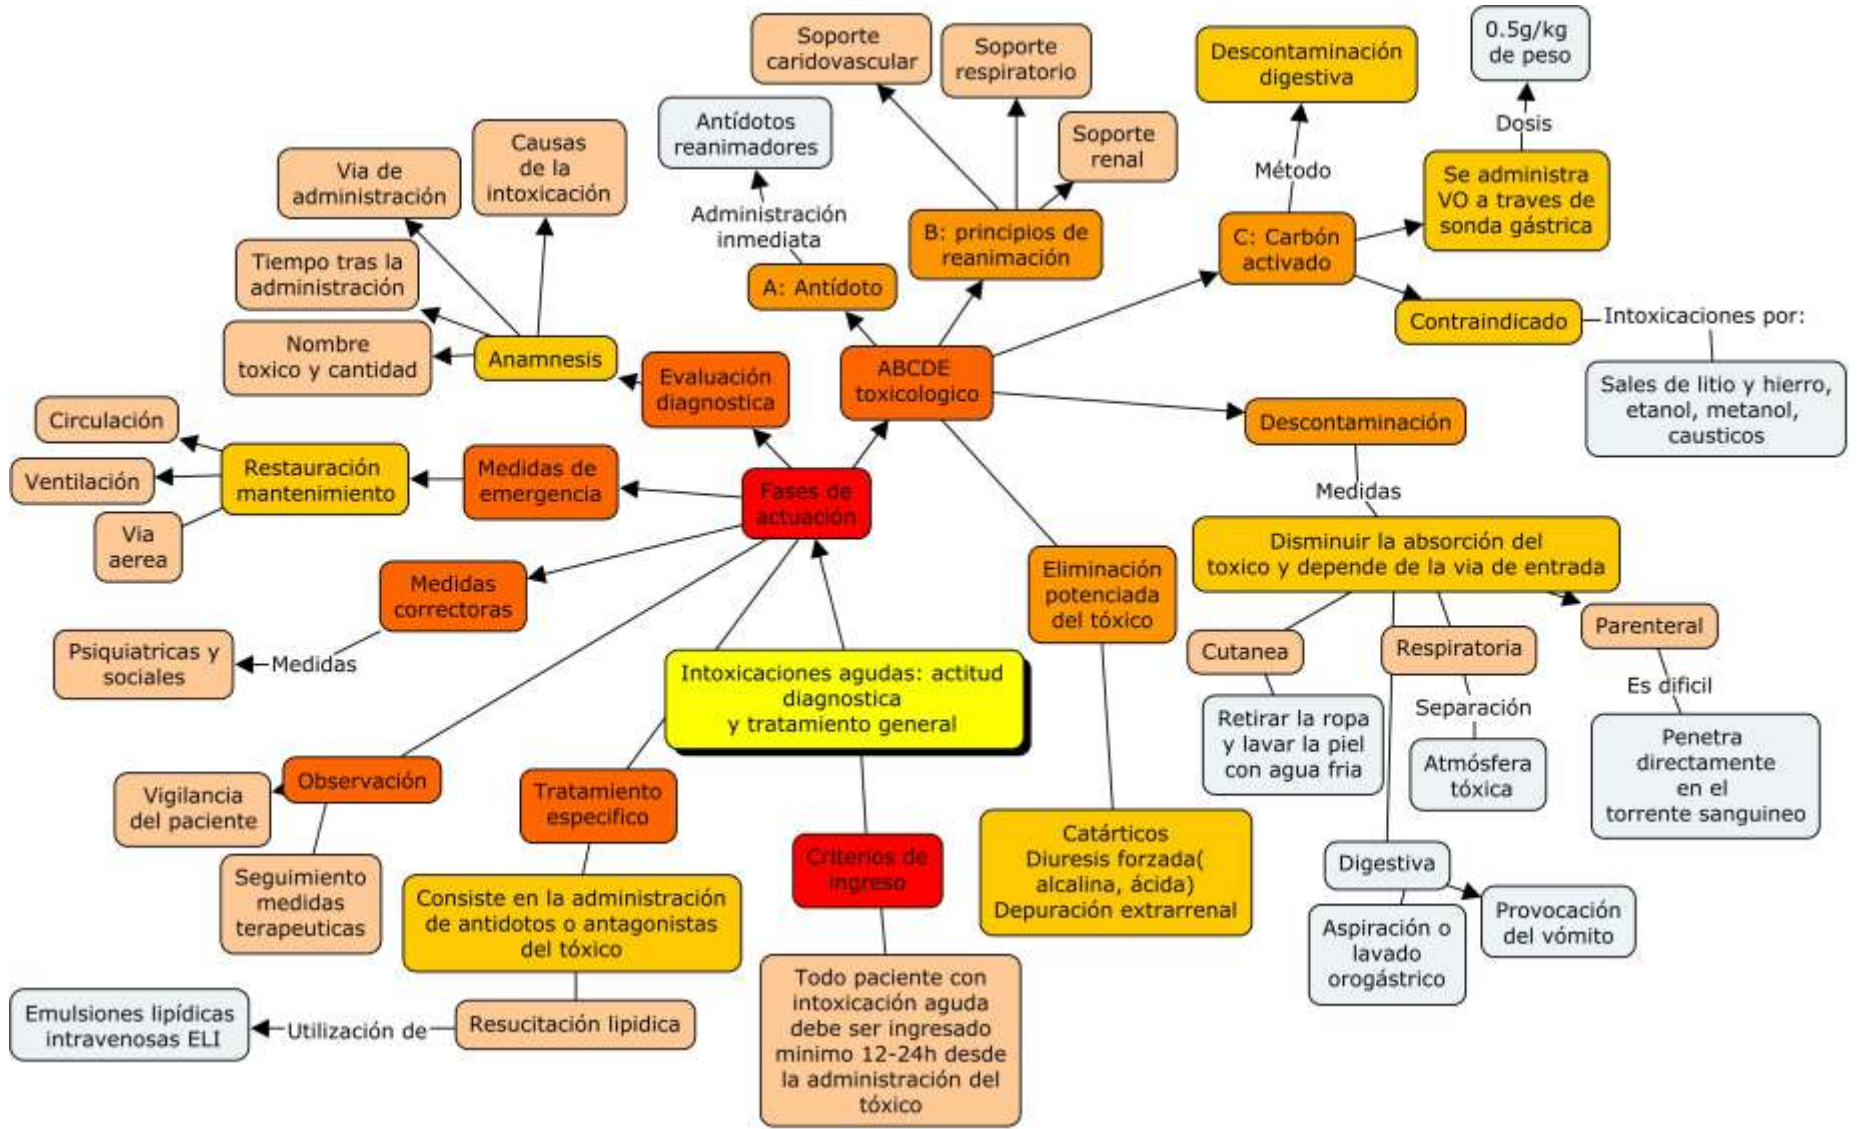 Soporte
caridovascular
Soporte
respiratorio
Soporte
renal
Antídotos
reanimadores
Administración
inmediata
A: Antídoto
B: principios de
reanimación
Descontaminación
digestiva
Método
C: Carbón
activado
0.5g/kg
de peso
Dosis
Se administra
VO a traves de
sonda gástrica
Contraindicado
Intoxicaciones por:
Sales de litio y hierro,
etanol, metanol,
causticos
Causas
de la
intoxicación
Via de
administración
Tiempo tras la
administración
Nombre
toxico y cantidad
Anamnesis
Evaluación
diagnostica
ABCDE
toxicologico
Circulación
Ventilación
Via
aerea
Restauración
mantenimiento
Medidas de
emergencia
Fases de
actuación
Descontaminación
Medidas
Disminuir la absorción del
toxico y depende de la via de entrada
Medidas
correctoras
Medidas
Psiquiatricas y
sociales
Eliminación
potenciada
del tóxico
Catárticos
Diuresis forzada(
alcalina, ácida)
Depuración extrarrenal
Cutanea
Retirar la ropa
y lavar la piel
con agua fria
Respiratoria
Separación
Atmósfera
tóxica
Parenteral
Es dificil
Penetra
directamente
en el
torrente sanguineo
Digestiva
Aspiración o
lavado
orogástrico
Provocación
del vómito
Intoxicaciones agudas: actitud
diagnostica
y tratamiento general
Observación
Vigilancia
del paciente
Seguimiento
medidas
terapeuticas
Tratamiento
especifico
Consiste en la administración
de antidotos o antagonistas
del tóxico
Resucitación lipidica
Utilización de
Emulsiones lipídicas
intravenosas ELI
Criterios de
ingreso
Todo paciente con
intoxicación aguda
debe ser ingresado
minimo 12-24h desde
la administración del
tóxico